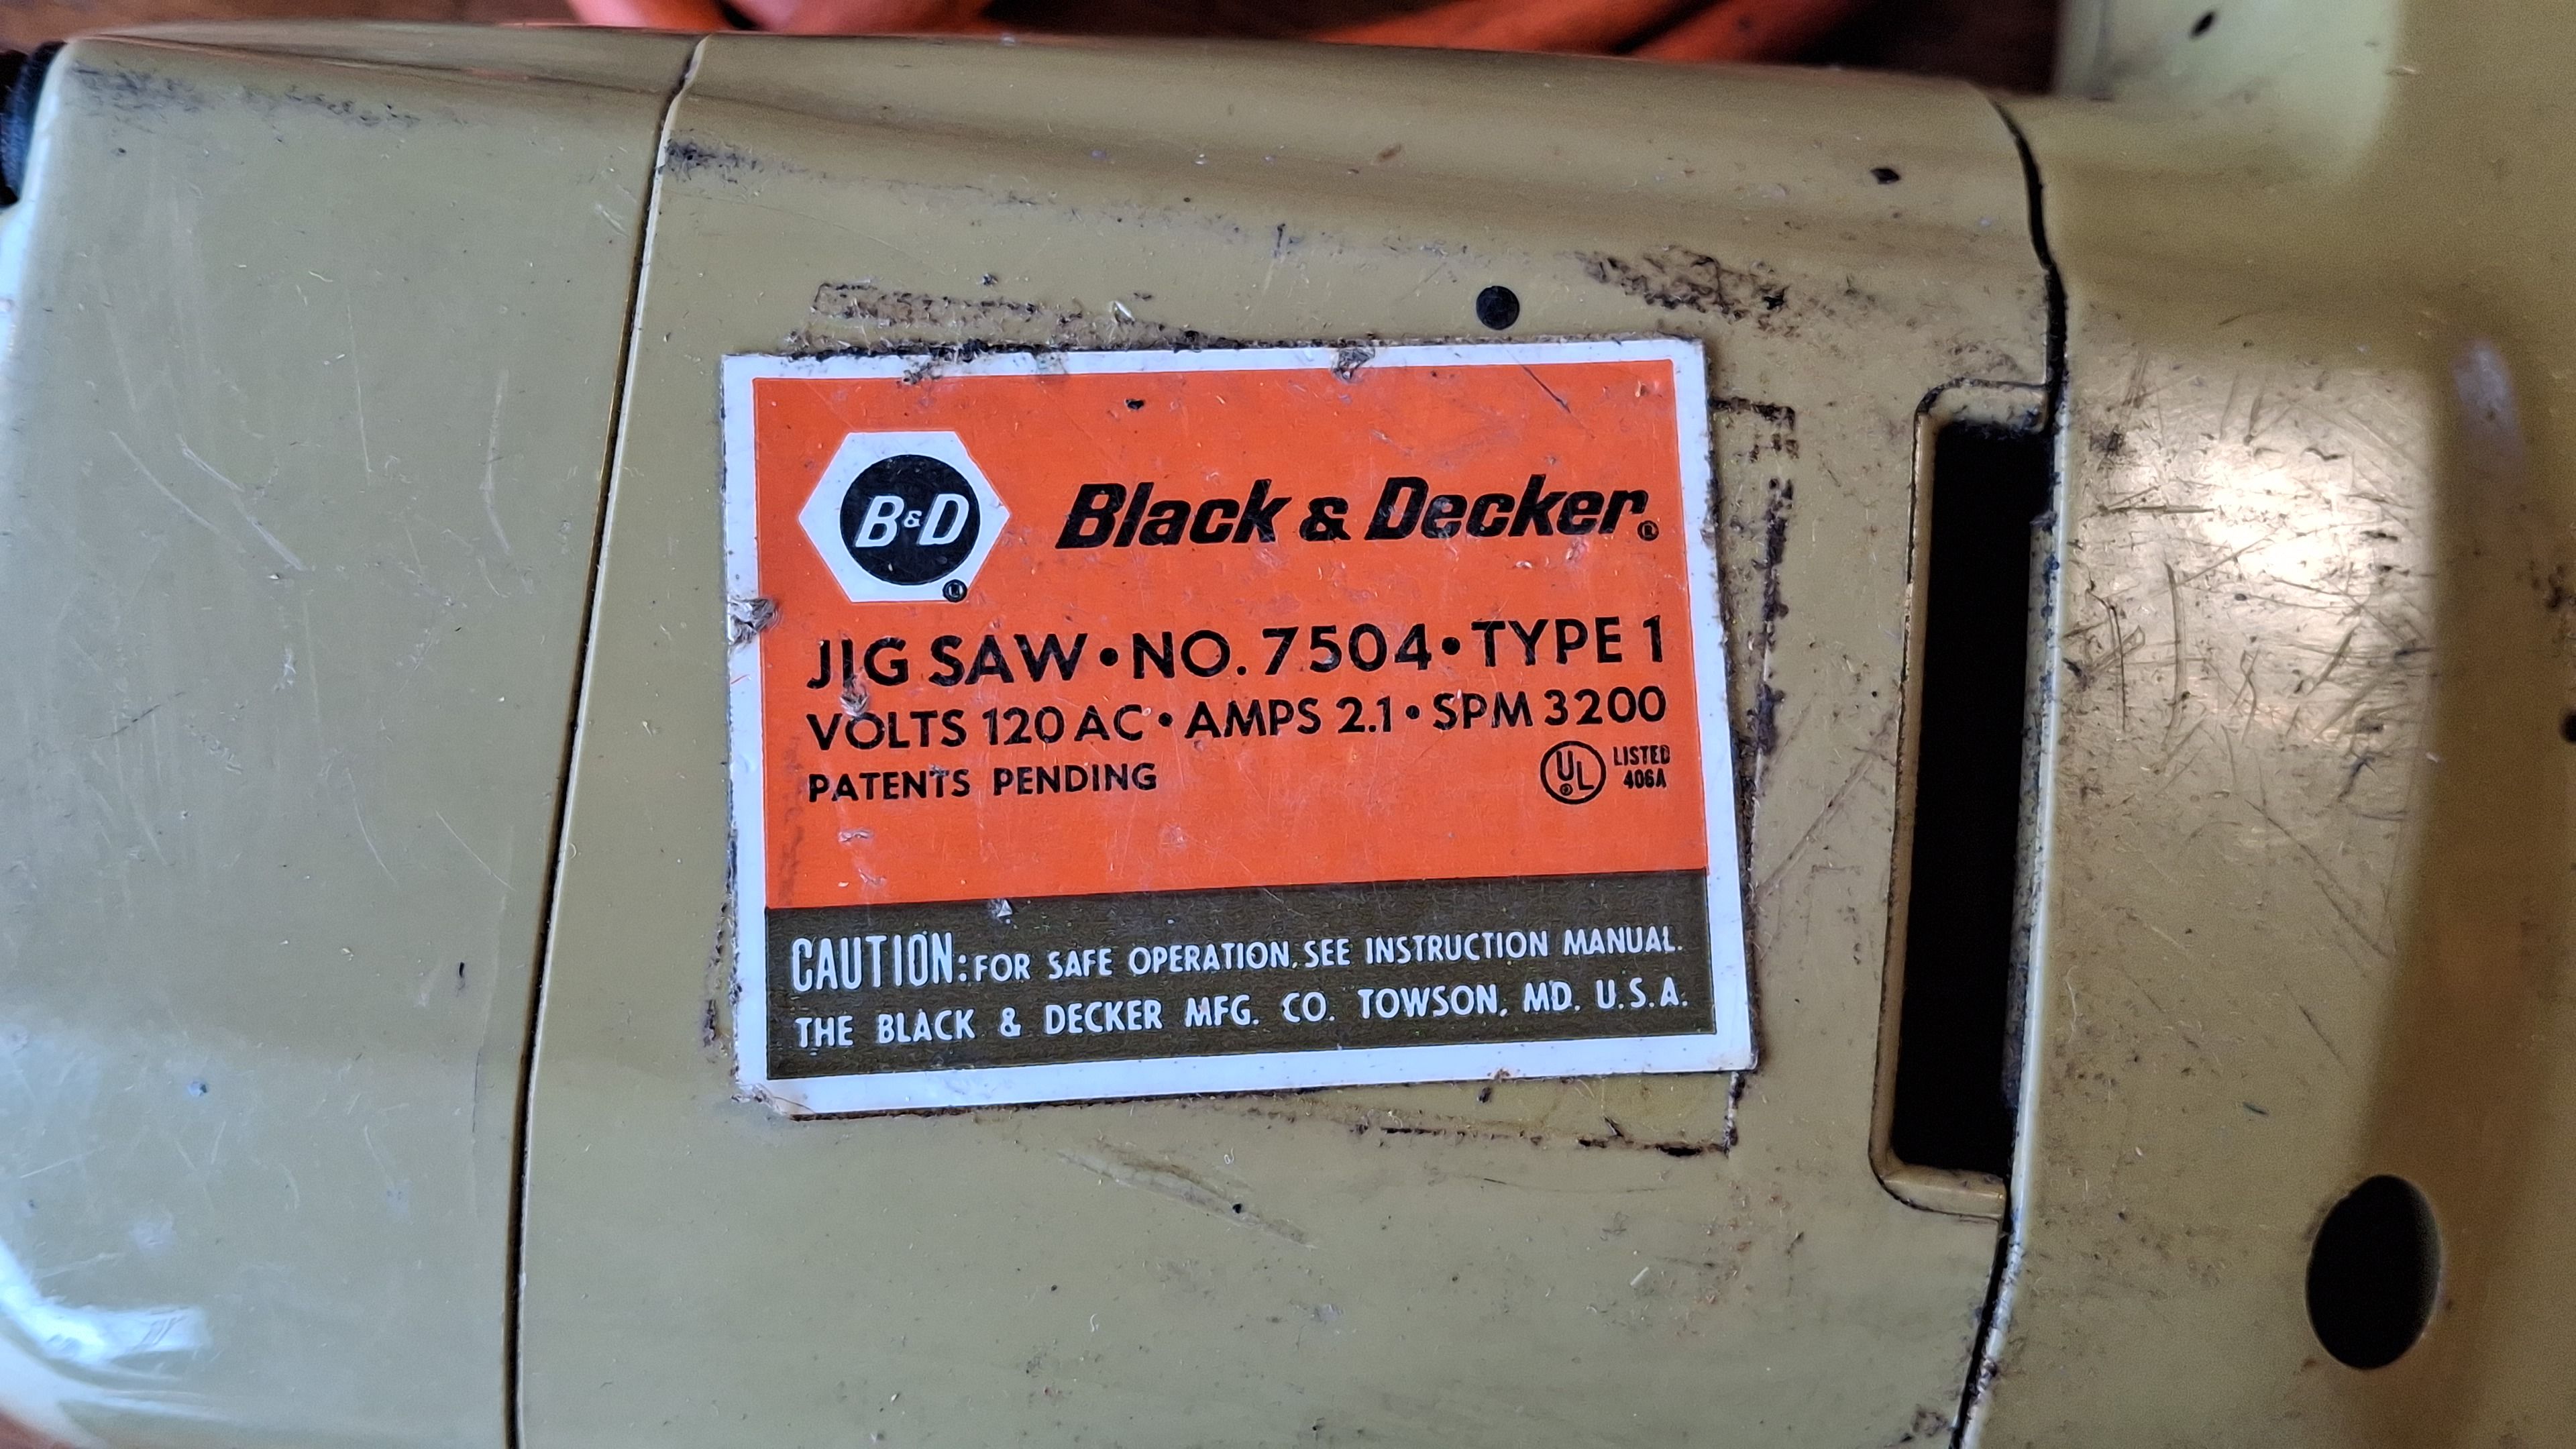 B&D
Black & Decker®
JIG SAW • NO. 7504 • TYPE 1
VOLTS 120 AC • AMPS 2.1 • SPM 3200
PATENTS PENDING
UL® LISTED
406A
CAUTION: FOR SAFE OPERATION, SEE INSTRUCTION MANUAL.
THE BLACK & DECKER MFG. CO. TOWSON, MD. U.S.A.